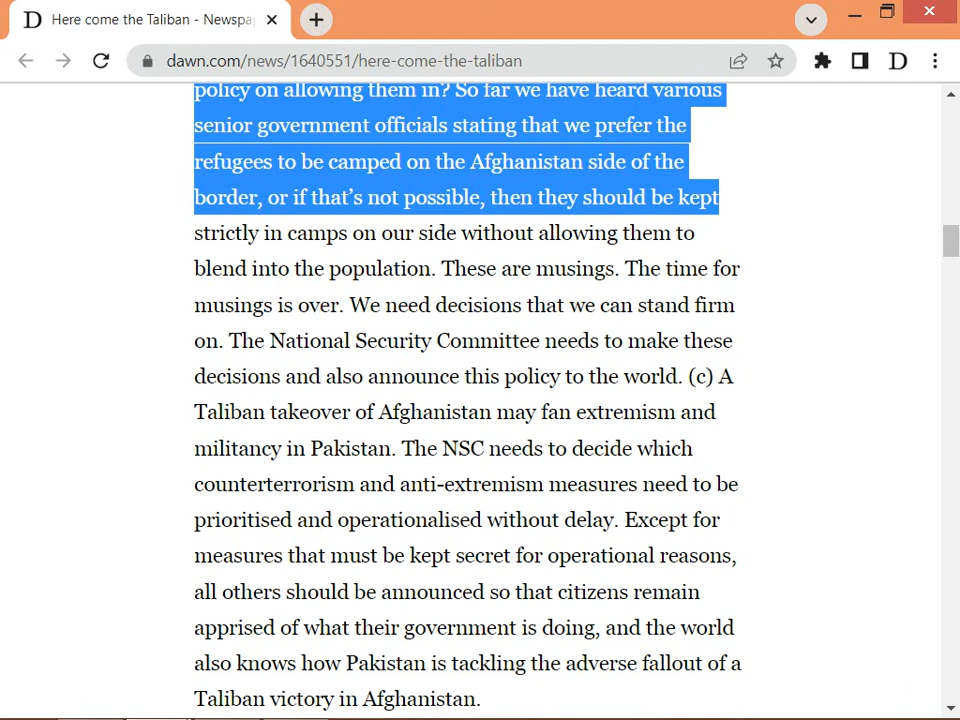 D Here come the Taliban - Newspa
dawn.com/news/1640551/here-come-the-taliban D
policy on allowing them in? So far we have heard various
senior government officials stating that we prefer the
refugees to be camped on the Afghanistan side of the
border, or if that’s not possible, then they should be kept
strictly in camps on our side without allowing them to
blend into the population. These are musings. The time for
musings is over. We need decisions that we can stand firm
on. The National Security Committee needs to make these
decisions and also announce this policy to the world. (c) A
Taliban takeover of Afghanistan may fan extremism and
militancy in Pakistan. The NSC needs to decide which
counterterrorism and anti-extremism measures need to be
prioritised and operationalised without delay. Except for
measures that must be kept secret for operational reasons,
all others should be announced so that citizens remain
apprised of what their government is doing, and the world
also knows how Pakistan is tackling the adverse fallout of a
Taliban victory in Afghanistan.